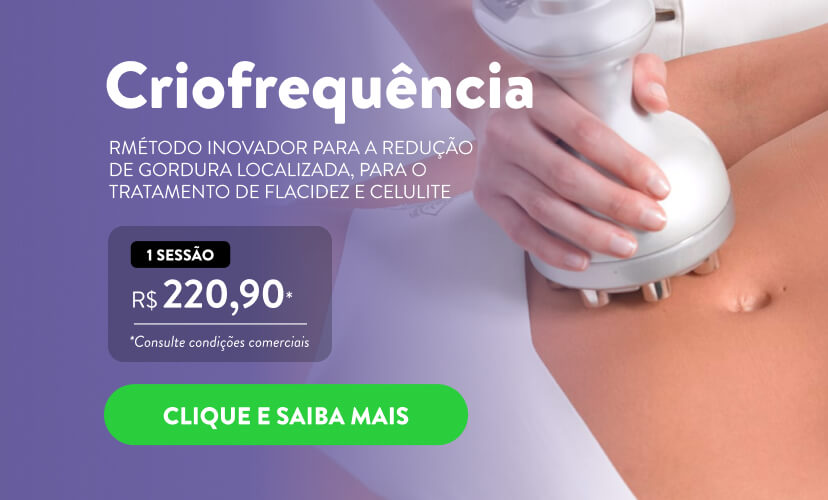 Criofrequência
RMÉTODO INOVADOR PARA A REDUÇÃO
DE GORDURA LOCALIZADA, PARA O
TRATAMENTO DE FLACIDEZ E CELULITE
1 SESSÃO
R$ 220,90*
*Consulte condições comerciais
CLIQUE E SAIBA MAIS